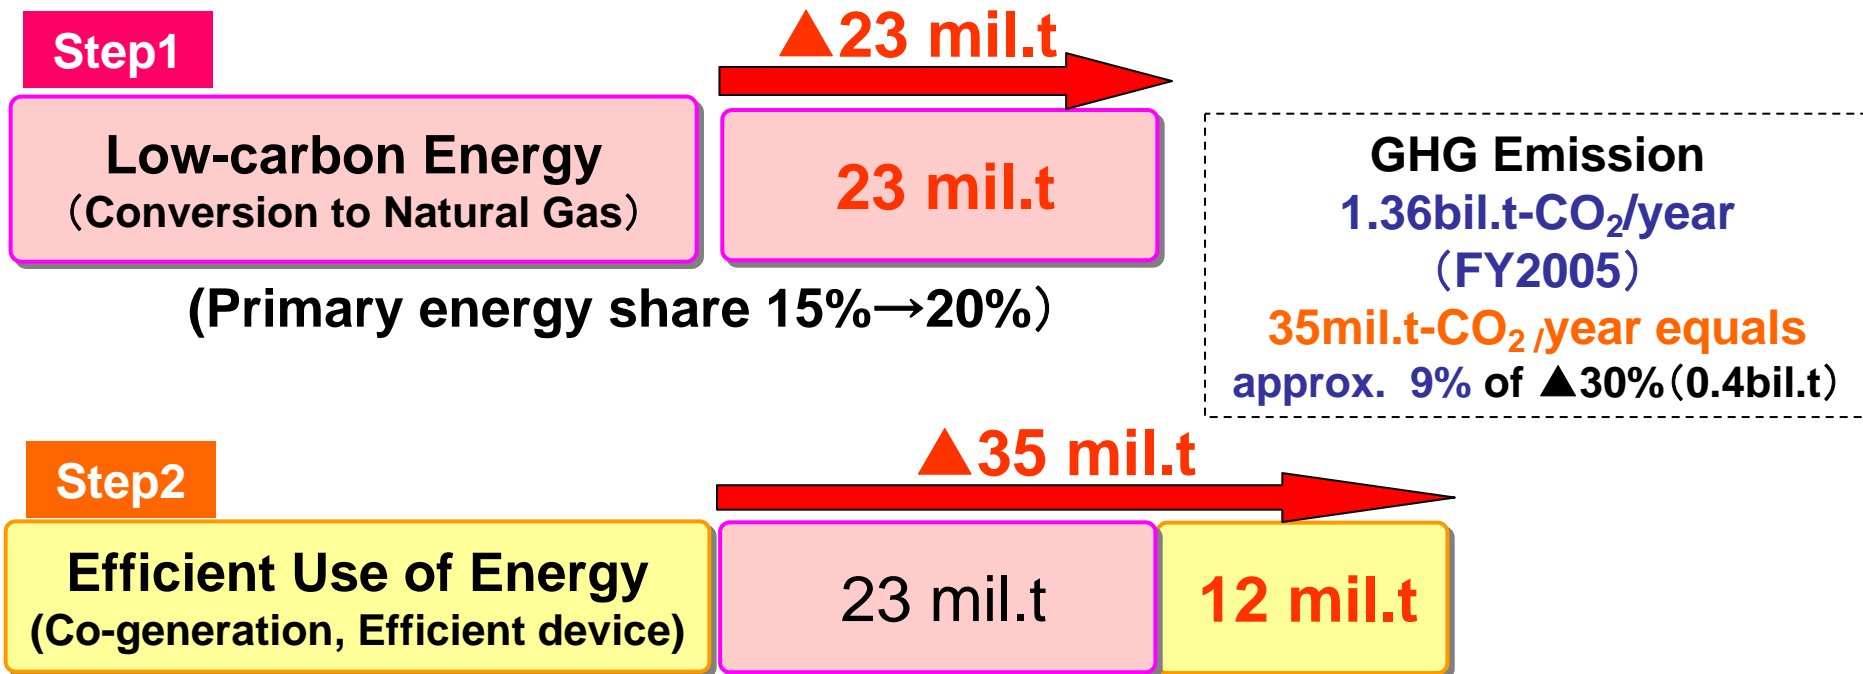 Step1
▲23 mil.t
Low-carbon Energy
（Conversion to Natural Gas）
23 mil.t
(Primary energy share 15%→20%）
GHG Emission
1.36bil.t-CO₂/year
（FY2005）
35mil.t-CO₂ /year equals
approx. 9% of ▲30%（0.4bil.t）
Step2
▲35 mil.t
Efficient Use of Energy
(Co-generation, Efficient device)
23 mil.t
12 mil.t